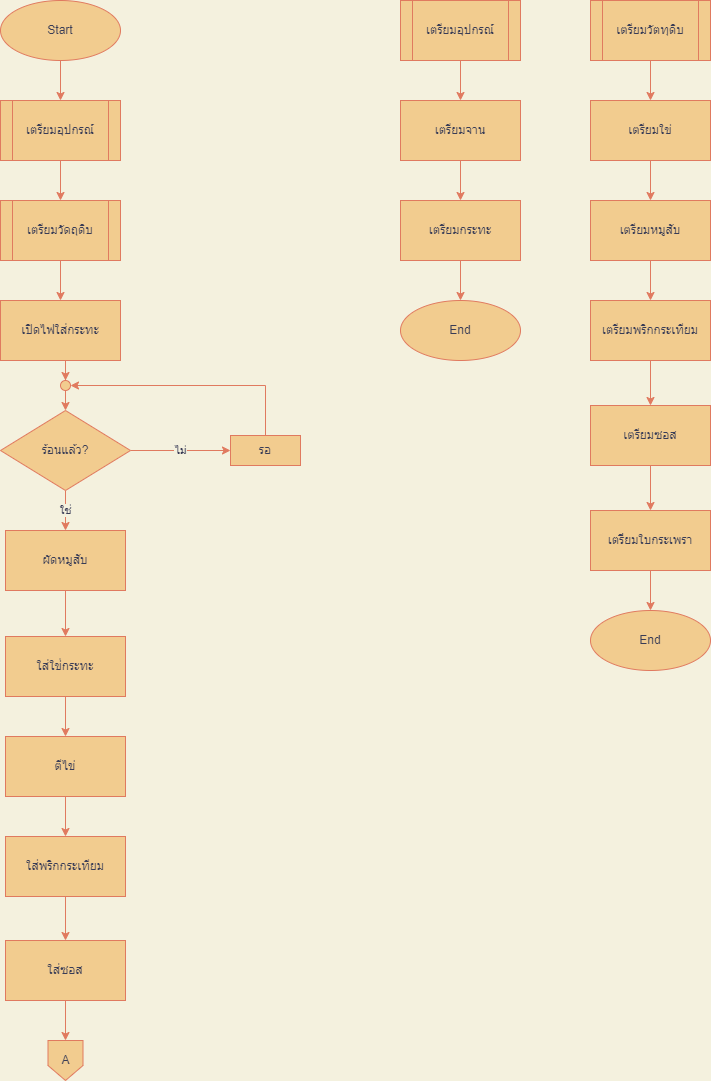 Start
เตรียมอุปกรณ์
เตรียมวัดฤดิบ
เปิดไฟใส่กระทะ
ร้อนแล้ว?
ไม่
รอ
ใช่
ผัดหมูสับ
ใส่ใข่กระทะ
ตีไข่
ใส่พริกกระเทียม
ใส่ซอส
A
เตรียมอุปกรณ์
เตรียมจาน
เตรียมกระทะ
End
เตรียมวัตทุดิบ
เตรียมใข่
เตรียมหมูสับ
เตรียมพริกกระเทียม
เตรียมซอส
เตรียมใบกระเพรา
End